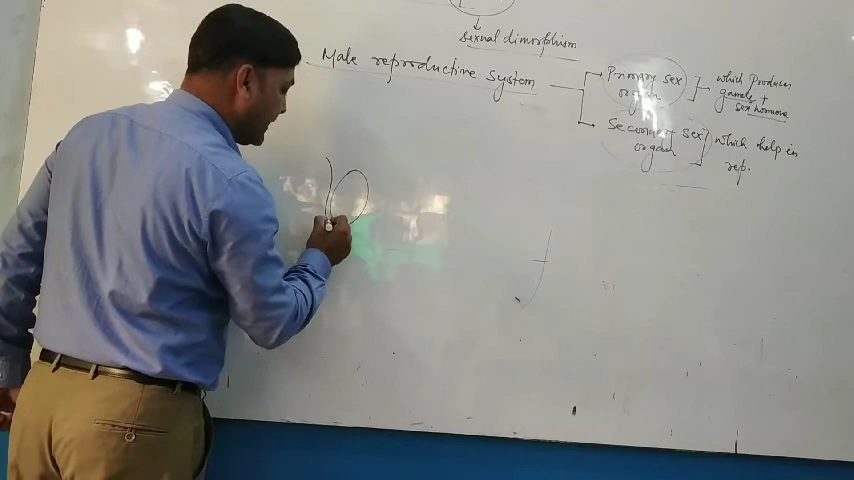 sexual dimorphism
Male reproductive system
Primary sex
organ
which Produces
gamete +
sex hormone
Secondary sex
organ
which help in
rep.